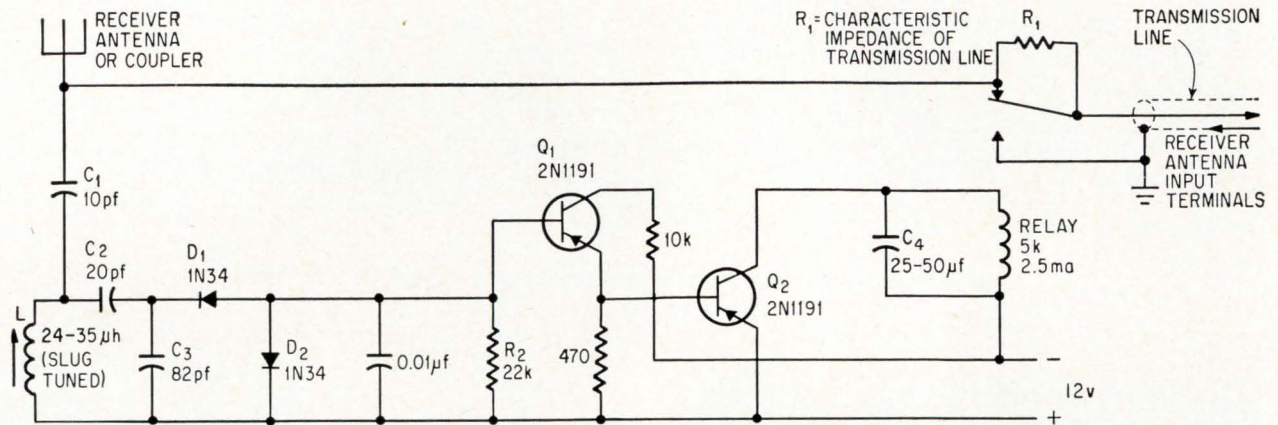 RECEIVER
ANTENNA
OR COUPLER
R1 = CHARACTERISTIC
IMPEDANCE OF
TRANSMISSION LINE
R1
TRANSMISSION
LINE
RECEIVER
ANTENNA
INPUT
TERMINALS
C1
10pf
Q1
2N1191
10k
C2
20pf
D1
1N34
Q2
2N1191
C4
25-50μf
RELAY
5k
2.5ma
L
24-35μh
(SLUG
TUNED)
C3
82pf
D2
1N34
0.01μf
R2
22k
470
−
12v
+